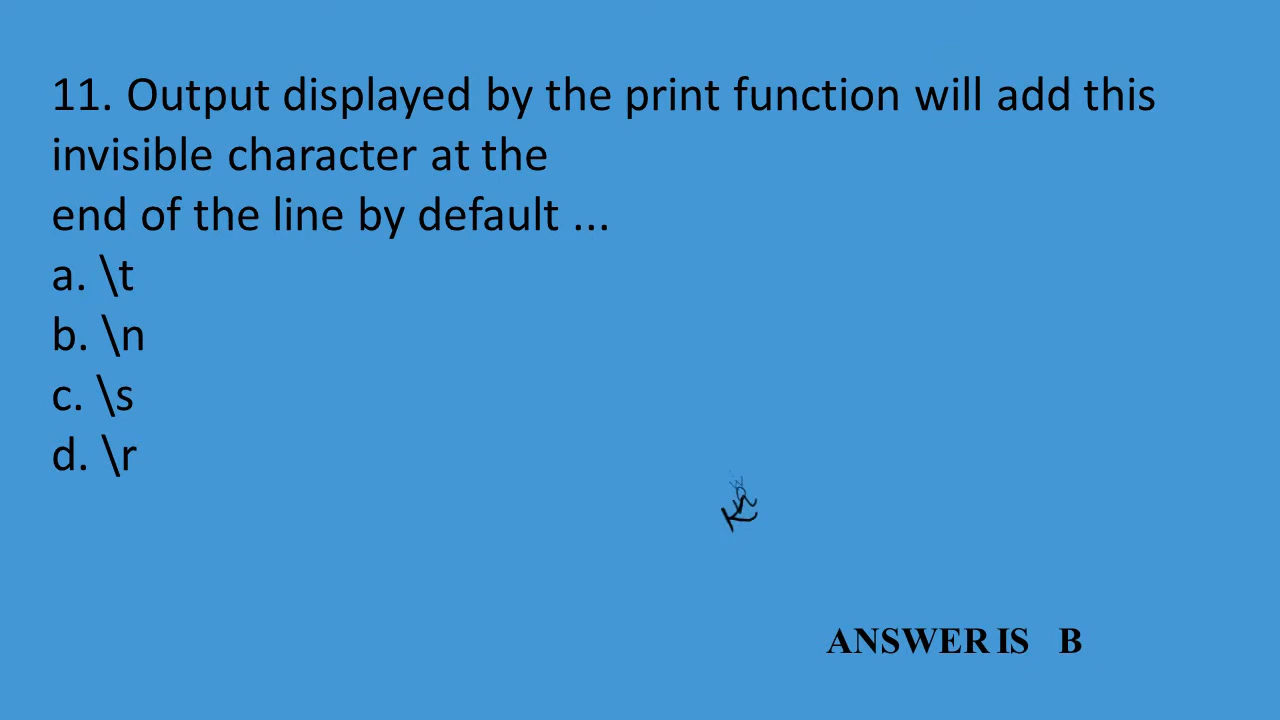 11. Output displayed by the print function will add this
invisible character at the
end of the line by default ...
a. \t
b. \n
c. \s
d. \r
ANSWER IS B